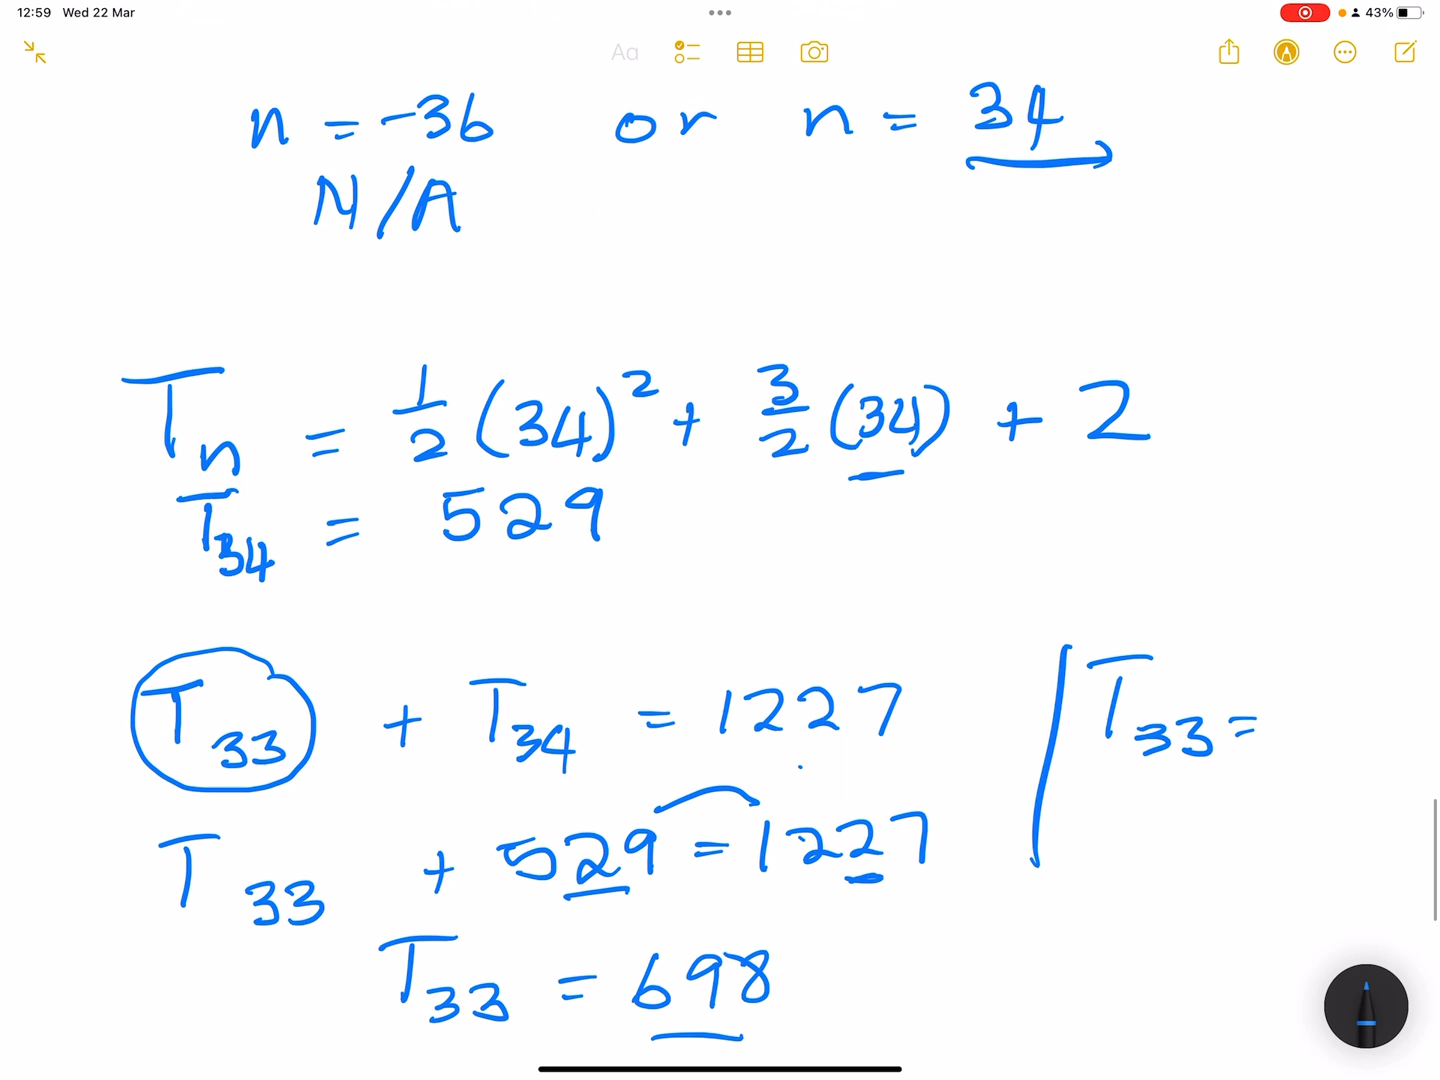 12:59 Wed 22 Mar
43%
Aa
n = -36 or n = 34
N/A
Tn = 1/2 (34)² + 3/2 (34) + 2
T34 = 529
T33 + T34 = 1227
T33 =
T33 + 529 = 1227
T33 = 698